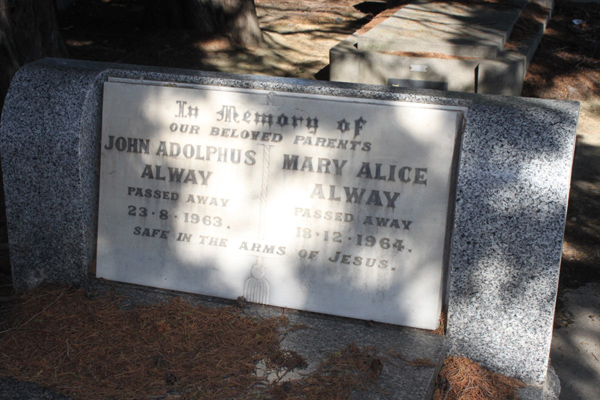 In Memory of
OUR BELOVED PARENTS
JOHN ADOLPHUS
ALWAY
PASSED AWAY
23·8·1963.
MARY ALICE
ALWAY
PASSED AWAY
18·12·1964.
SAFE IN THE ARMS OF JESUS.